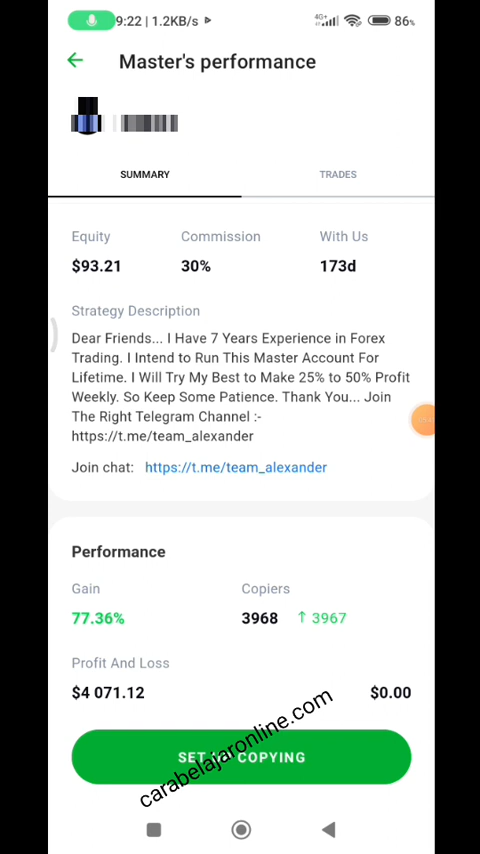 9:22 | 1.2KB/s
4G+
86%
Master's performance
SUMMARY TRADES
Equity Commission With Us
$93.21 30% 173d
Strategy Description
Dear Friends... I Have 7 Years Experience in Forex
Trading. I Intend to Run This Master Account For
Lifetime. I Will Try My Best to Make 25% to 50% Profit
Weekly. So Keep Some Patience. Thank You... Join
The Right Telegram Channel :-
https://t.me/team_alexander
Join chat: https://t.me/team_alexander
Performance
Gain Copiers
77.36% 3968 ↑ 3967
Profit And Loss
$4 071.12 $0.00
SET UP COPYING
carabelajaronline.com